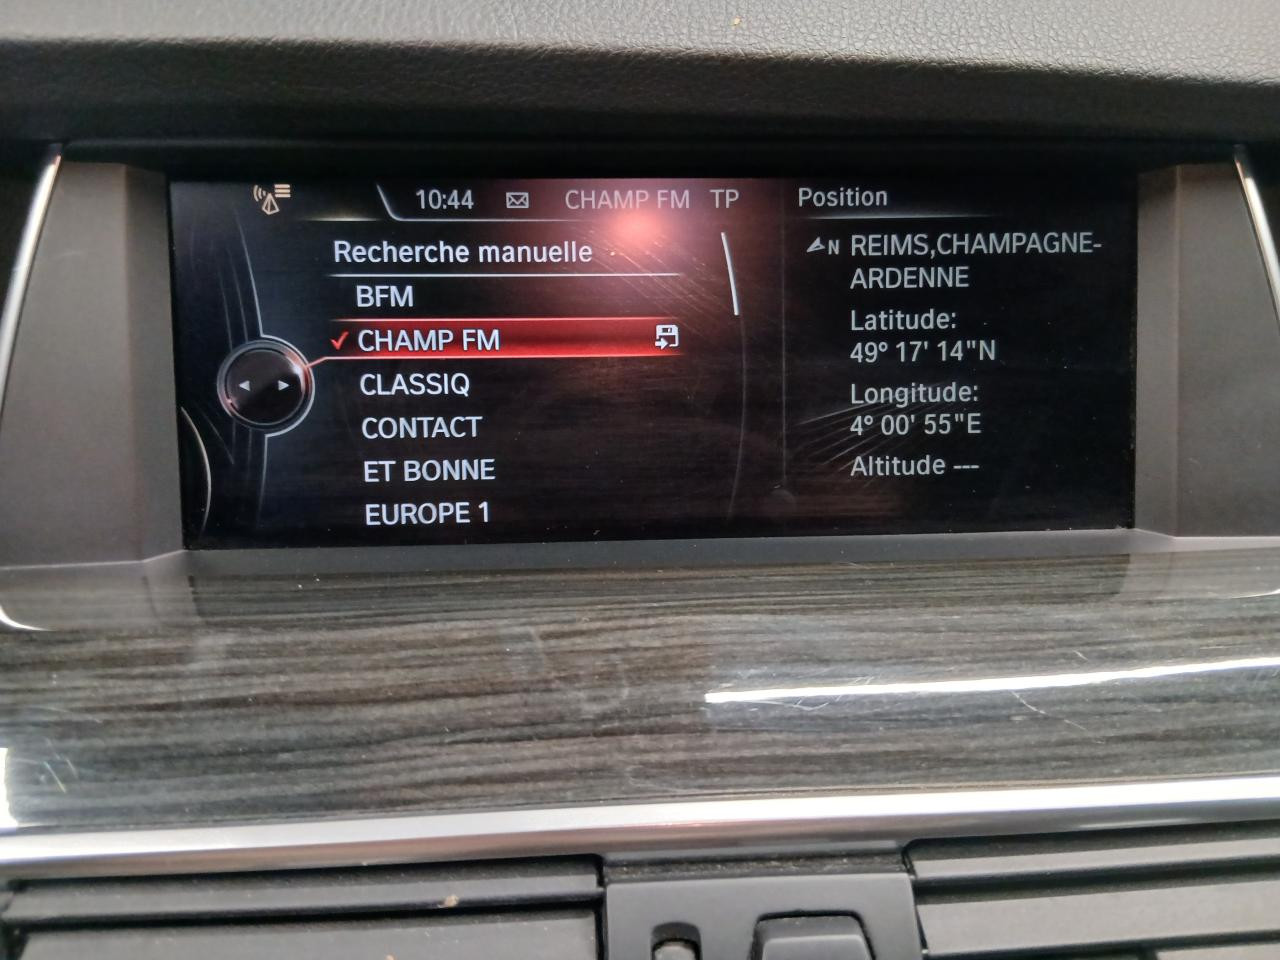 10:44 CHAMP FM TP
Recherche manuelle
BFM
CHAMP FM
CLASSIQ
CONTACT
ET BONNE
EUROPE 1
Position
N REIMS,CHAMPAGNE-
ARDENNE
Latitude:
49° 17' 14"N
Longitude:
4° 00' 55"E
Altitude ---